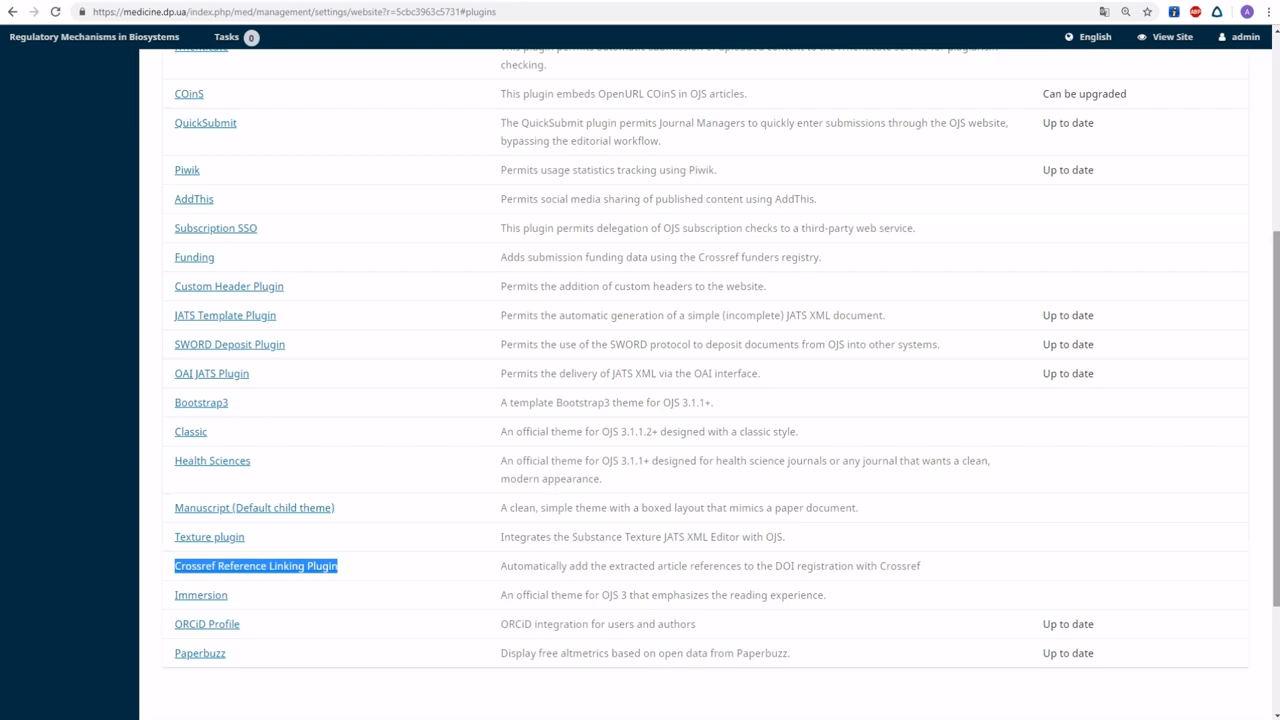 https://medicine.dp.ua/index.php/med/management/settings/website?r=5cbc3963c5731#plugins
ABP
A
Regulatory Mechanisms in Biosystems
Tasks 0
English
View Site
admin
checking.
COinS
This plugin embeds OpenURL COinS in OJS articles.
Can be upgraded
QuickSubmit
The QuickSubmit plugin permits Journal Managers to quickly enter submissions through the OJS website,
bypassing the editorial workflow.
Up to date
Piwik
Permits usage statistics tracking using Piwik.
Up to date
AddThis
Permits social media sharing of published content using AddThis.
Subscription SSO
This plugin permits delegation of OJS subscription checks to a third-party web service.
Funding
Adds submission funding data using the Crossref funders registry.
Custom Header Plugin
Permits the addition of custom headers to the website.
JATS Template Plugin
Permits the automatic generation of a simple (incomplete) JATS XML document.
Up to date
SWORD Deposit Plugin
Permits the use of the SWORD protocol to deposit documents from OJS into other systems.
Up to date
OAI JATS Plugin
Permits the delivery of JATS XML via the OAI interface.
Up to date
Bootstrap3
A template Bootstrap3 theme for OJS 3.1.1+.
Classic
An official theme for OJS 3.1.1.2+ designed with a classic style.
Health Sciences
An official theme for OJS 3.1.1+ designed for health science journals or any journal that wants a clean,
modern appearance.
Manuscript (Default child theme)
A clean, simple theme with a boxed layout that mimics a paper document.
Texture plugin
Integrates the Substance Texture JATS XML Editor with OJS.
Crossref Reference Linking Plugin
Automatically add the extracted article references to the DOI registration with Crossref
Immersion
An official theme for OJS 3 that emphasizes the reading experience.
ORCiD Profile
ORCiD integration for users and authors
Up to date
Paperbuzz
Display free altmetrics based on open data from Paperbuzz.
Up to date